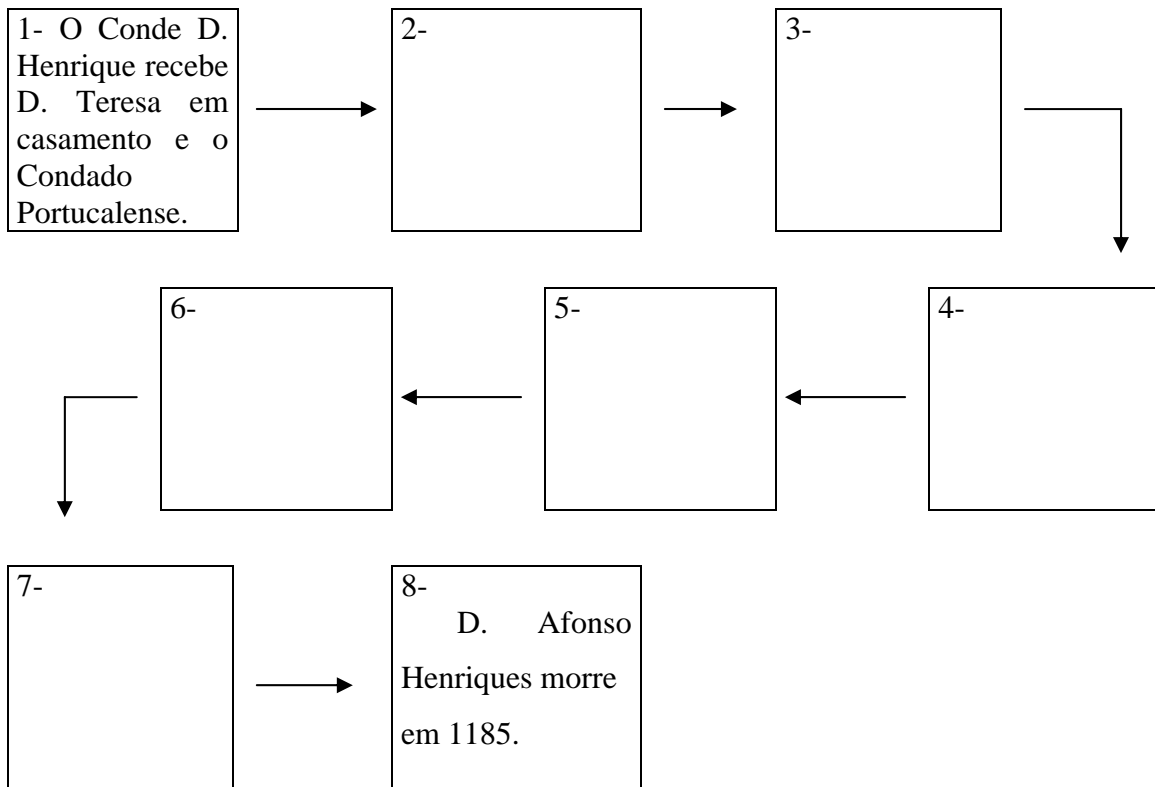 1- O Conde D.
Henrique recebe
D. Teresa em
casamento e o
Condado
Portucalense.
2-
3-
4-
5-
6-
7-
8-
D. Afonso
Henriques morre
em 1185.